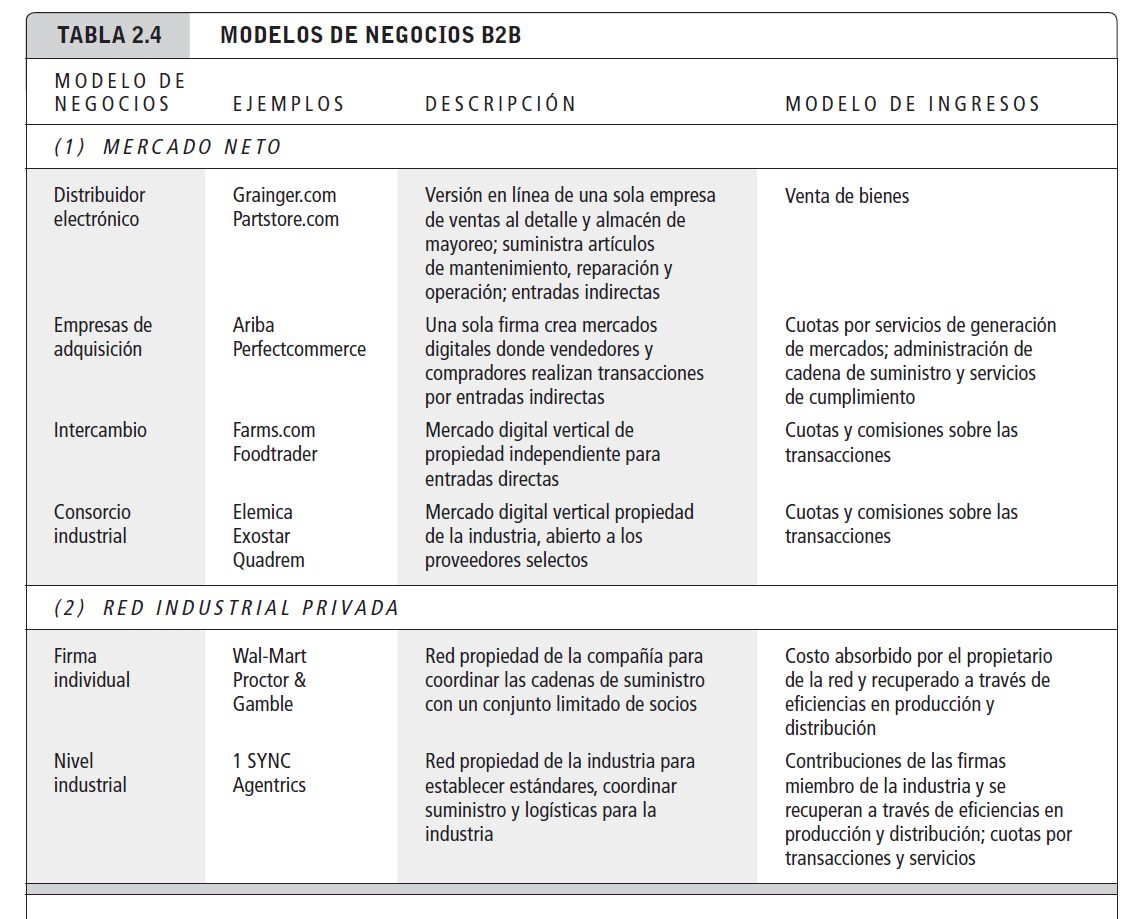 TABLA 2.4 MODELOS DE NEGOCIOS B2B
MODELO DE
NEGOCIOS EJEMPLOS DESCRIPCIÓN MODELO DE INGRESOS
(1) MERCADO NETO
Distribuidor Grainger.com Versión en línea de una sola empresa Venta de bienes
electrónico Partstore.com de ventas al detalle y almacén de
mayoreo; suministra artículos
de mantenimiento, reparación y
operación; entradas indirectas
Empresas de Ariba Una sola firma crea mercados Cuotas por servicios de generación
adquisición Perfectcommerce digitales donde vendedores y de mercados; administración de
compradores realizan transacciones cadena de suministro y servicios
por entradas indirectas de cumplimiento
Intercambio Farms.com Mercado digital vertical de Cuotas y comisiones sobre las
Foodtrader propiedad independiente para transacciones
entradas directas
Consorcio Elemica Mercado digital vertical propiedad Cuotas y comisiones sobre las
industrial Exostar de la industria, abierto a los transacciones
Quadrem proveedores selectos
(2) RED INDUSTRIAL PRIVADA
Firma Wal-Mart Red propiedad de la compañía para Costo absorbido por el propietario
individual Proctor & coordinar las cadenas de suministro de la red y recuperado a través de
Gamble con un conjunto limitado de socios eficiencias en producción y
distribución
Nivel 1 SYNC Red propiedad de la industria para Contribuciones de las firmas
industrial Agentrics establecer estándares, coordinar miembro de la industria y se
suministro y logísticas para la recuperan a través de eficiencias en
industria producción y distribución; cuotas por
transacciones y servicios